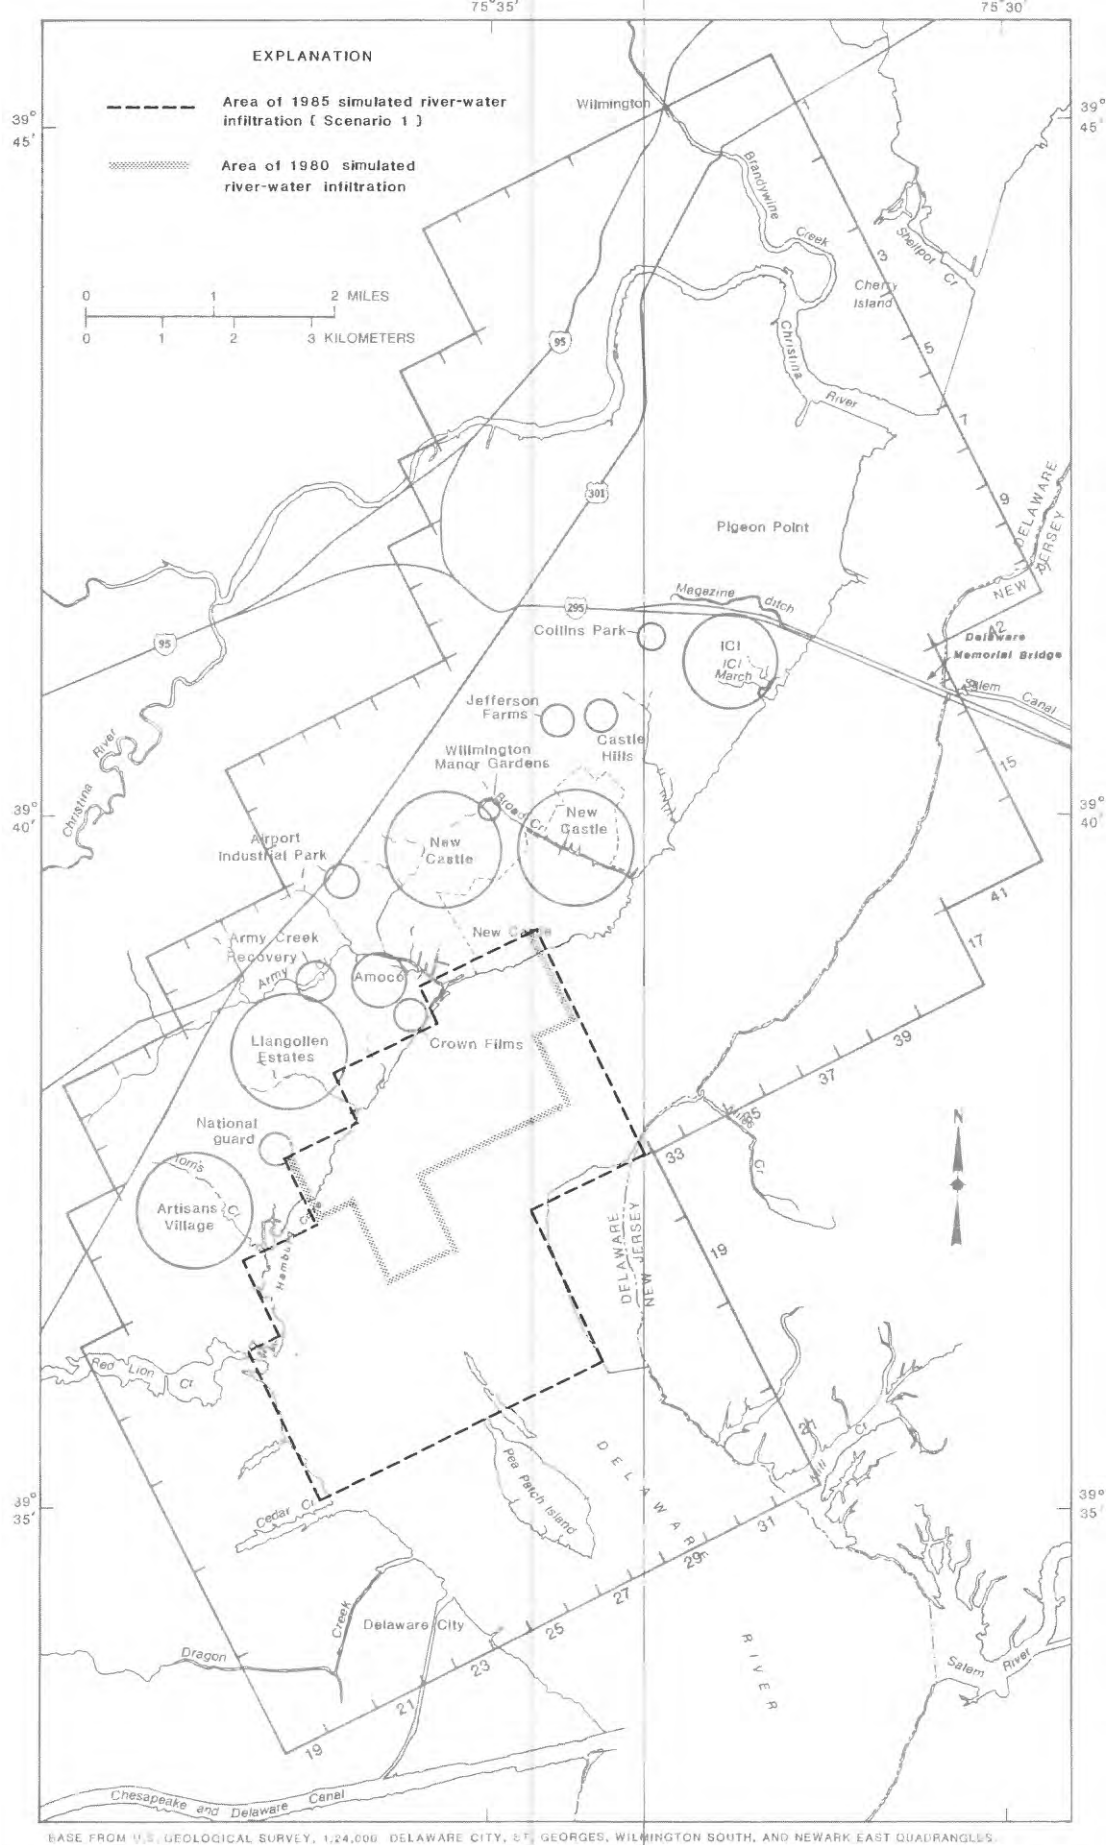 75°35'
75°30'
EXPLANATION
Area of 1985 simulated river-water
infiltration ( Scenario 1 )
Area of 1980 simulated
river-water infiltration
0 1 2 MILES
0 1 2 3 KILOMETERS
39°
45'
39°
45'
Wilmington
1
Brandywine
Creek
Shellpot Cr
3
Cherry
Island
5
95
Christina
River
7
301
9
DELAWARE
NEW JERSEY
Pigeon Point
Magazine ditch
295
Collins Park
ICI
ICI
March
42
Delaware
Memorial Bridge
Salem
Canal
95
Jefferson
Farms
Castle
Hills
Wilmington
Manor Gardens
15
Christina River
39°
40'
39°
40'
Broad Cr
New
Castle
New
Castle
Airport
Industrial Park
41
17
New Castle
Army Creek
Recovery
Army
Amoco
39
Crown Films
Llangollen
Estates
37
35
Cr
N
National
guard
33
Tom's
Cr
Artisans
Village
Hamburg Cove
DELAWARE
NEW JERSEY
19
Red Lion
Cr
21
Cr
Pea Patch Island
DELAWARE
39°
35'
39°
35'
Cedar Cr
31
29
27
Delaware City
25
Creek
Dragon
23
RIVER
Salem River
21
19
Chesapeake and Delaware Canal
BASE FROM U.S. GEOLOGICAL SURVEY, 1:24,000 DELAWARE CITY, ST. GEORGES, WILMINGTON SOUTH, AND NEWARK EAST QUADRANGLES.